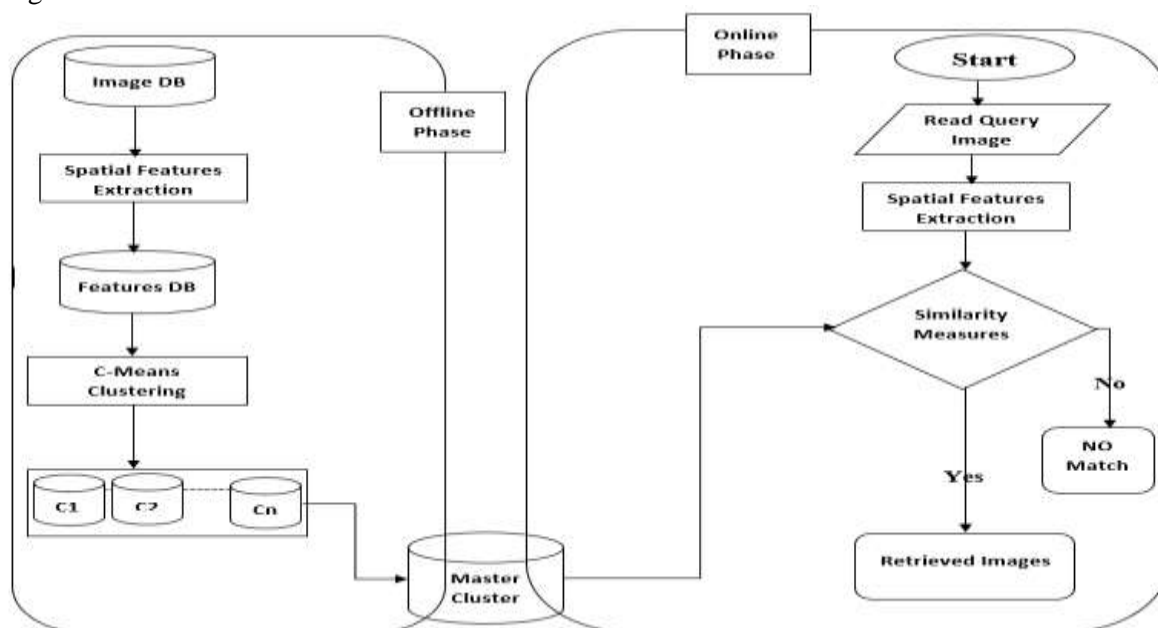 Image DB
Offline
Phase
Spatial Features
Extraction
Features DB
C-Means
Clustering
C1
C2
Cn
Master
Cluster
Online
Phase
Start
Read Query
Image
Spatial Features
Extraction
Similarity
Measures
No
NO
Match
Yes
Retrieved Images